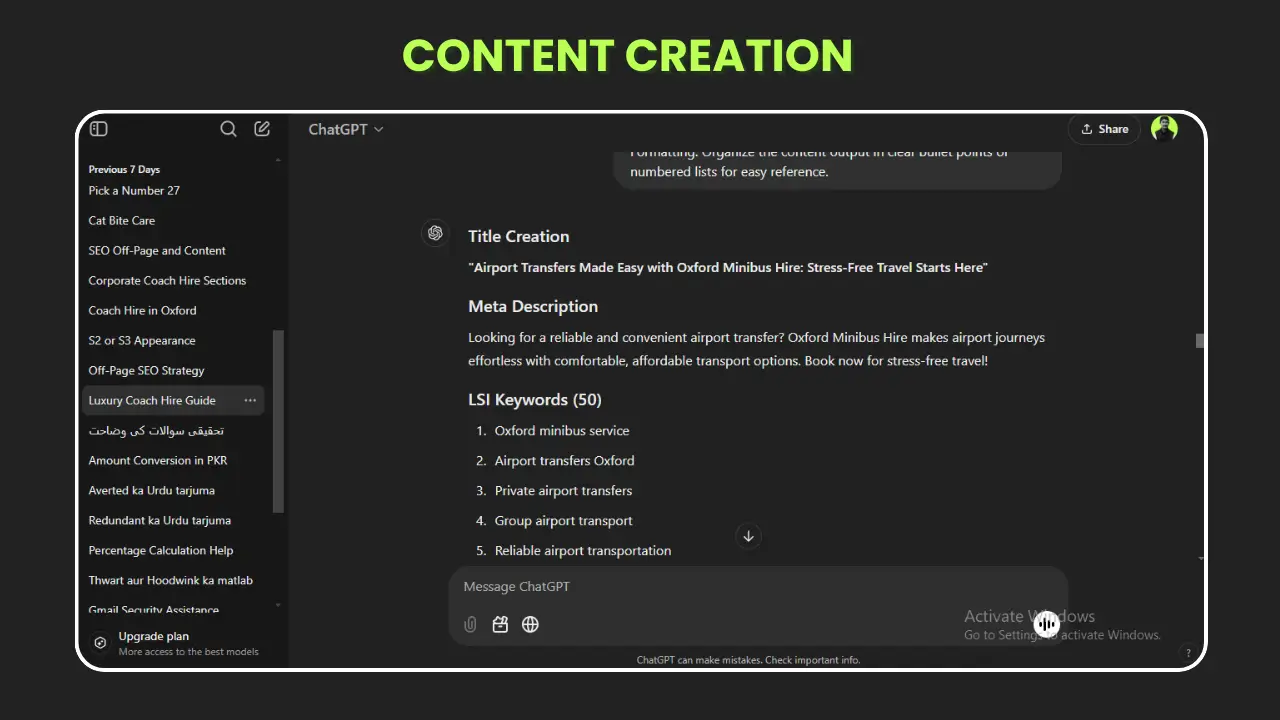 CONTENT CREATION
ChatGPT
Share
Previous 7 Days
Pick a Number 27
Cat Bite Care
SEO Off-Page and Content
Corporate Coach Hire Sections
Coach Hire in Oxford
S2 or S3 Appearance
Off-Page SEO Strategy
Luxury Coach Hire Guide
تحقیقی سوالات کی وضاحت
Amount Conversion in PKR
Averted ka Urdu tarjuma
Redundant ka Urdu tarjuma
Percentage Calculation Help
Thwart aur Hoodwink ka matlab
Gmail Security Assistance
Upgrade plan
More access to the best models
Formatting: Organize the content output in clear bullet points or
numbered lists for easy reference.
Title Creation
"Airport Transfers Made Easy with Oxford Minibus Hire: Stress-Free Travel Starts Here"
Meta Description
Looking for a reliable and convenient airport transfer? Oxford Minibus Hire makes airport journeys
effortless with comfortable, affordable transport options. Book now for stress-free travel!
LSI Keywords (50)
1. Oxford minibus service
2. Airport transfers Oxford
3. Private airport transfers
4. Group airport transport
5. Reliable airport transportation
Message ChatGPT
Activate Windows
Go to Settings to activate Windows.
ChatGPT can make mistakes. Check important info.
?